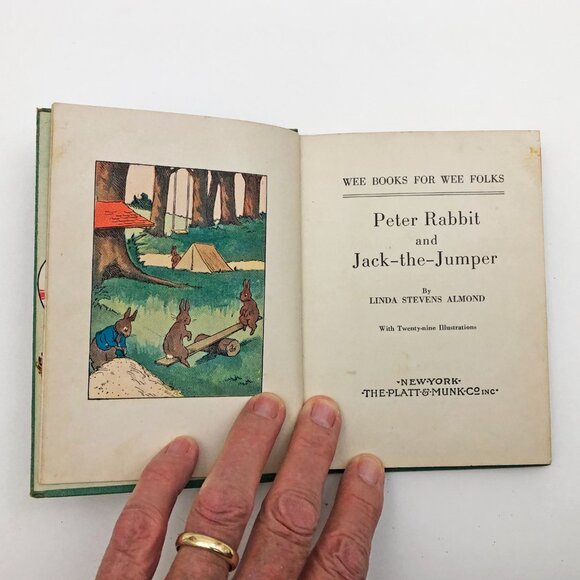 WEE BOOKS FOR WEE FOLKS
Peter Rabbit
and
Jack-the-Jumper
By
LINDA STEVENS ALMOND
With Twenty-nine Illustrations
·NEW·YORK·
·THE·PLATT·&·MUNK·CO·INC·